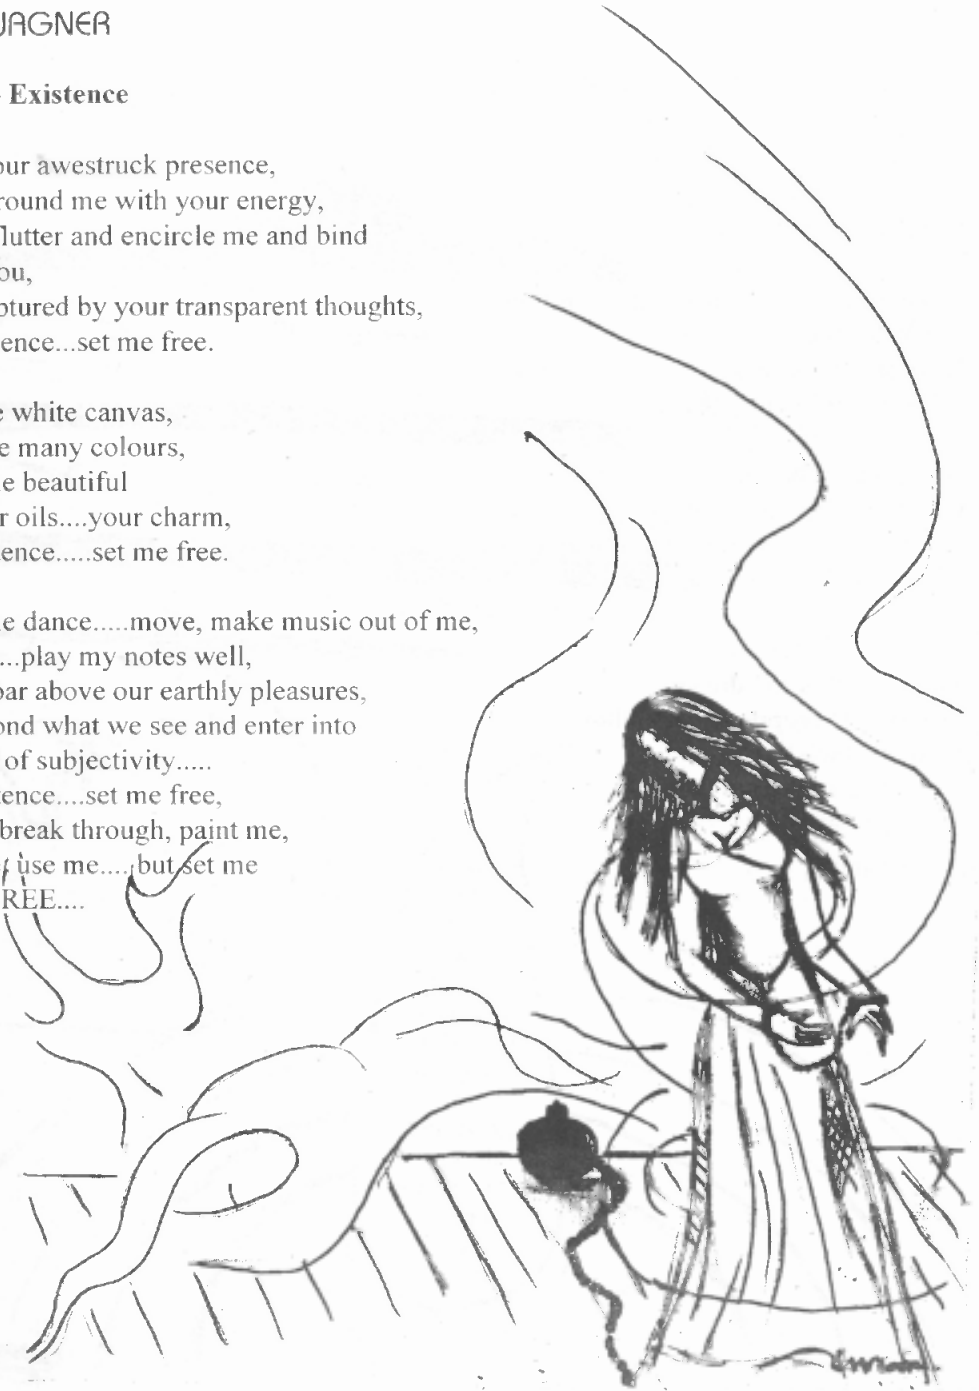 WAGNER
Existence
our awestruck presence,
round me with your energy,
lutter and encircle me and bind
ou,
ptured by your transparent thoughts,
ence...set me free.
e white canvas,
e many colours,
e beautiful
r oils....your charm,
ence.....set me free.
e dance.....move, make music out of me,
...play my notes well,
oar above our earthly pleasures,
ond what we see and enter into
of subjectivity.....
tence....set me free,
break through, paint me,
use me....but set me
REE....